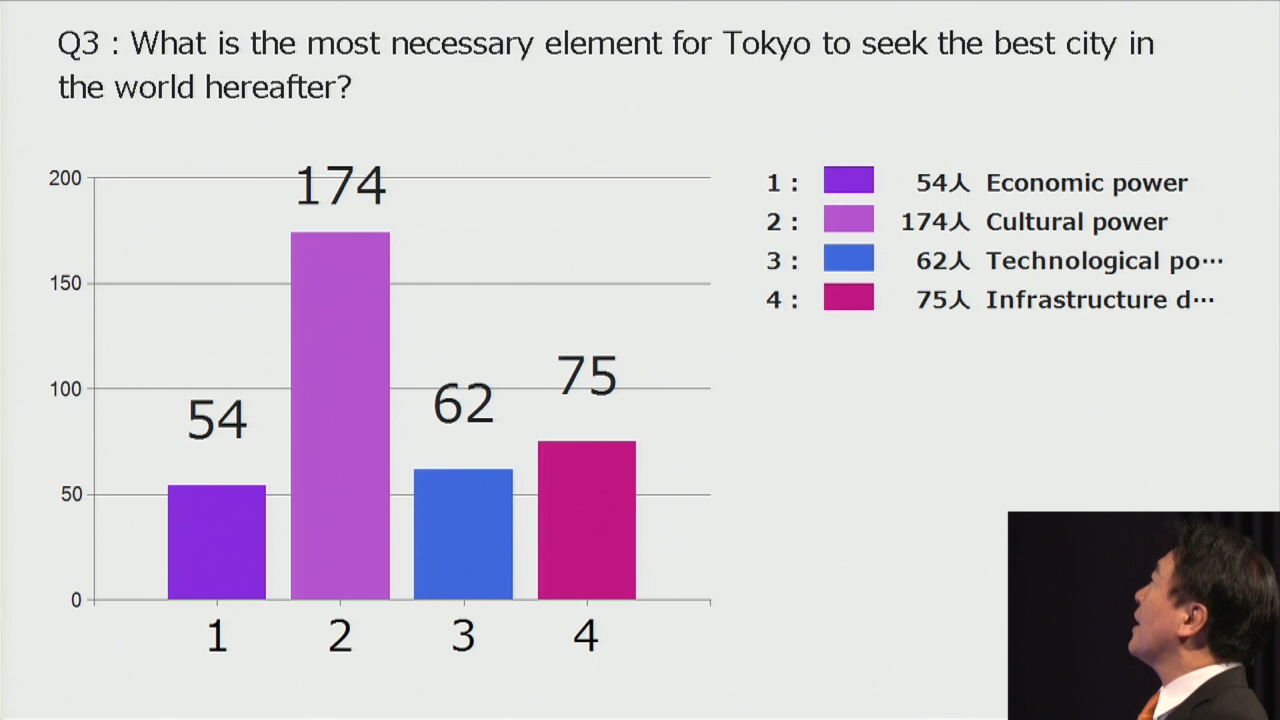 Q3 : What is the most necessary element for Tokyo to seek the best city in
the world hereafter?
200
150
100
50
0
174
54
62
75
1
2
3
4
1 : 54人 Economic power
2 : 174人 Cultural power
3 : 62人 Technological po…
4 : 75人 Infrastructure d…